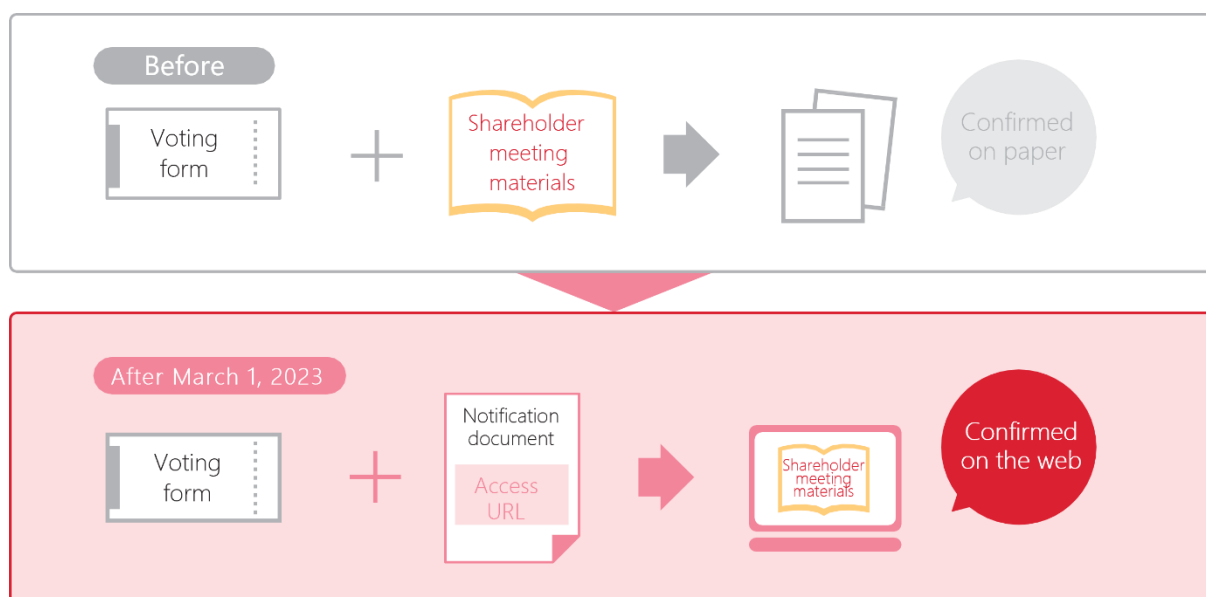 Before
Voting
form
Shareholder
meeting
materials
Confirmed
on paper
After March 1, 2023
Voting
form
Notification
document
Access
URL
Shareholder
meeting
materials
Confirmed
on the web